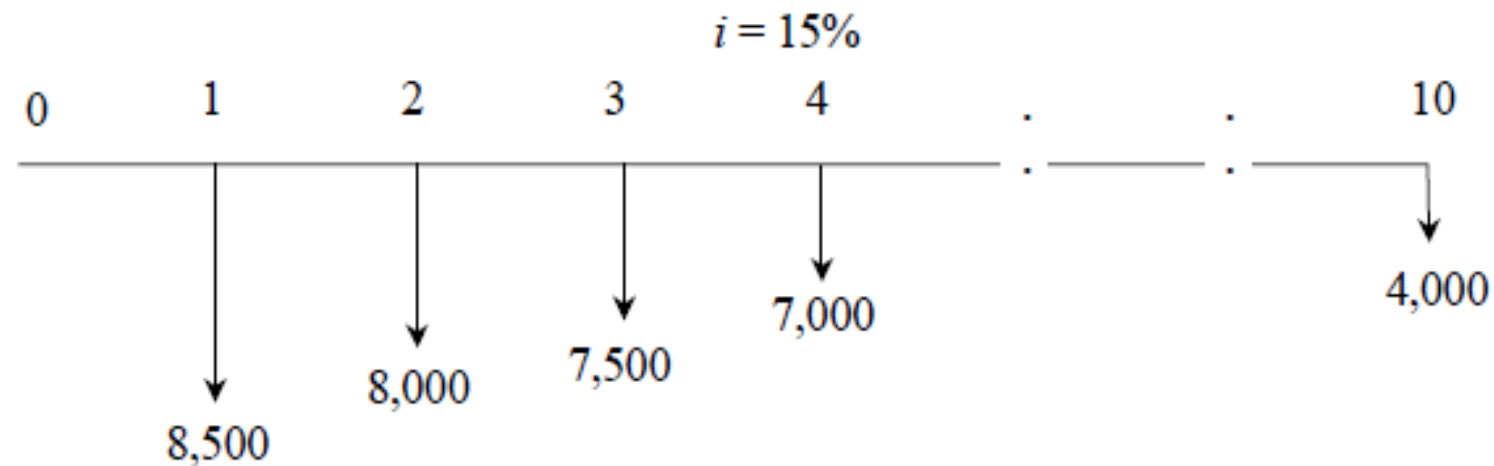 i = 15%
0 1 2 3 4 . . 10
. .
8,500 8,000 7,500 7,000 4,000